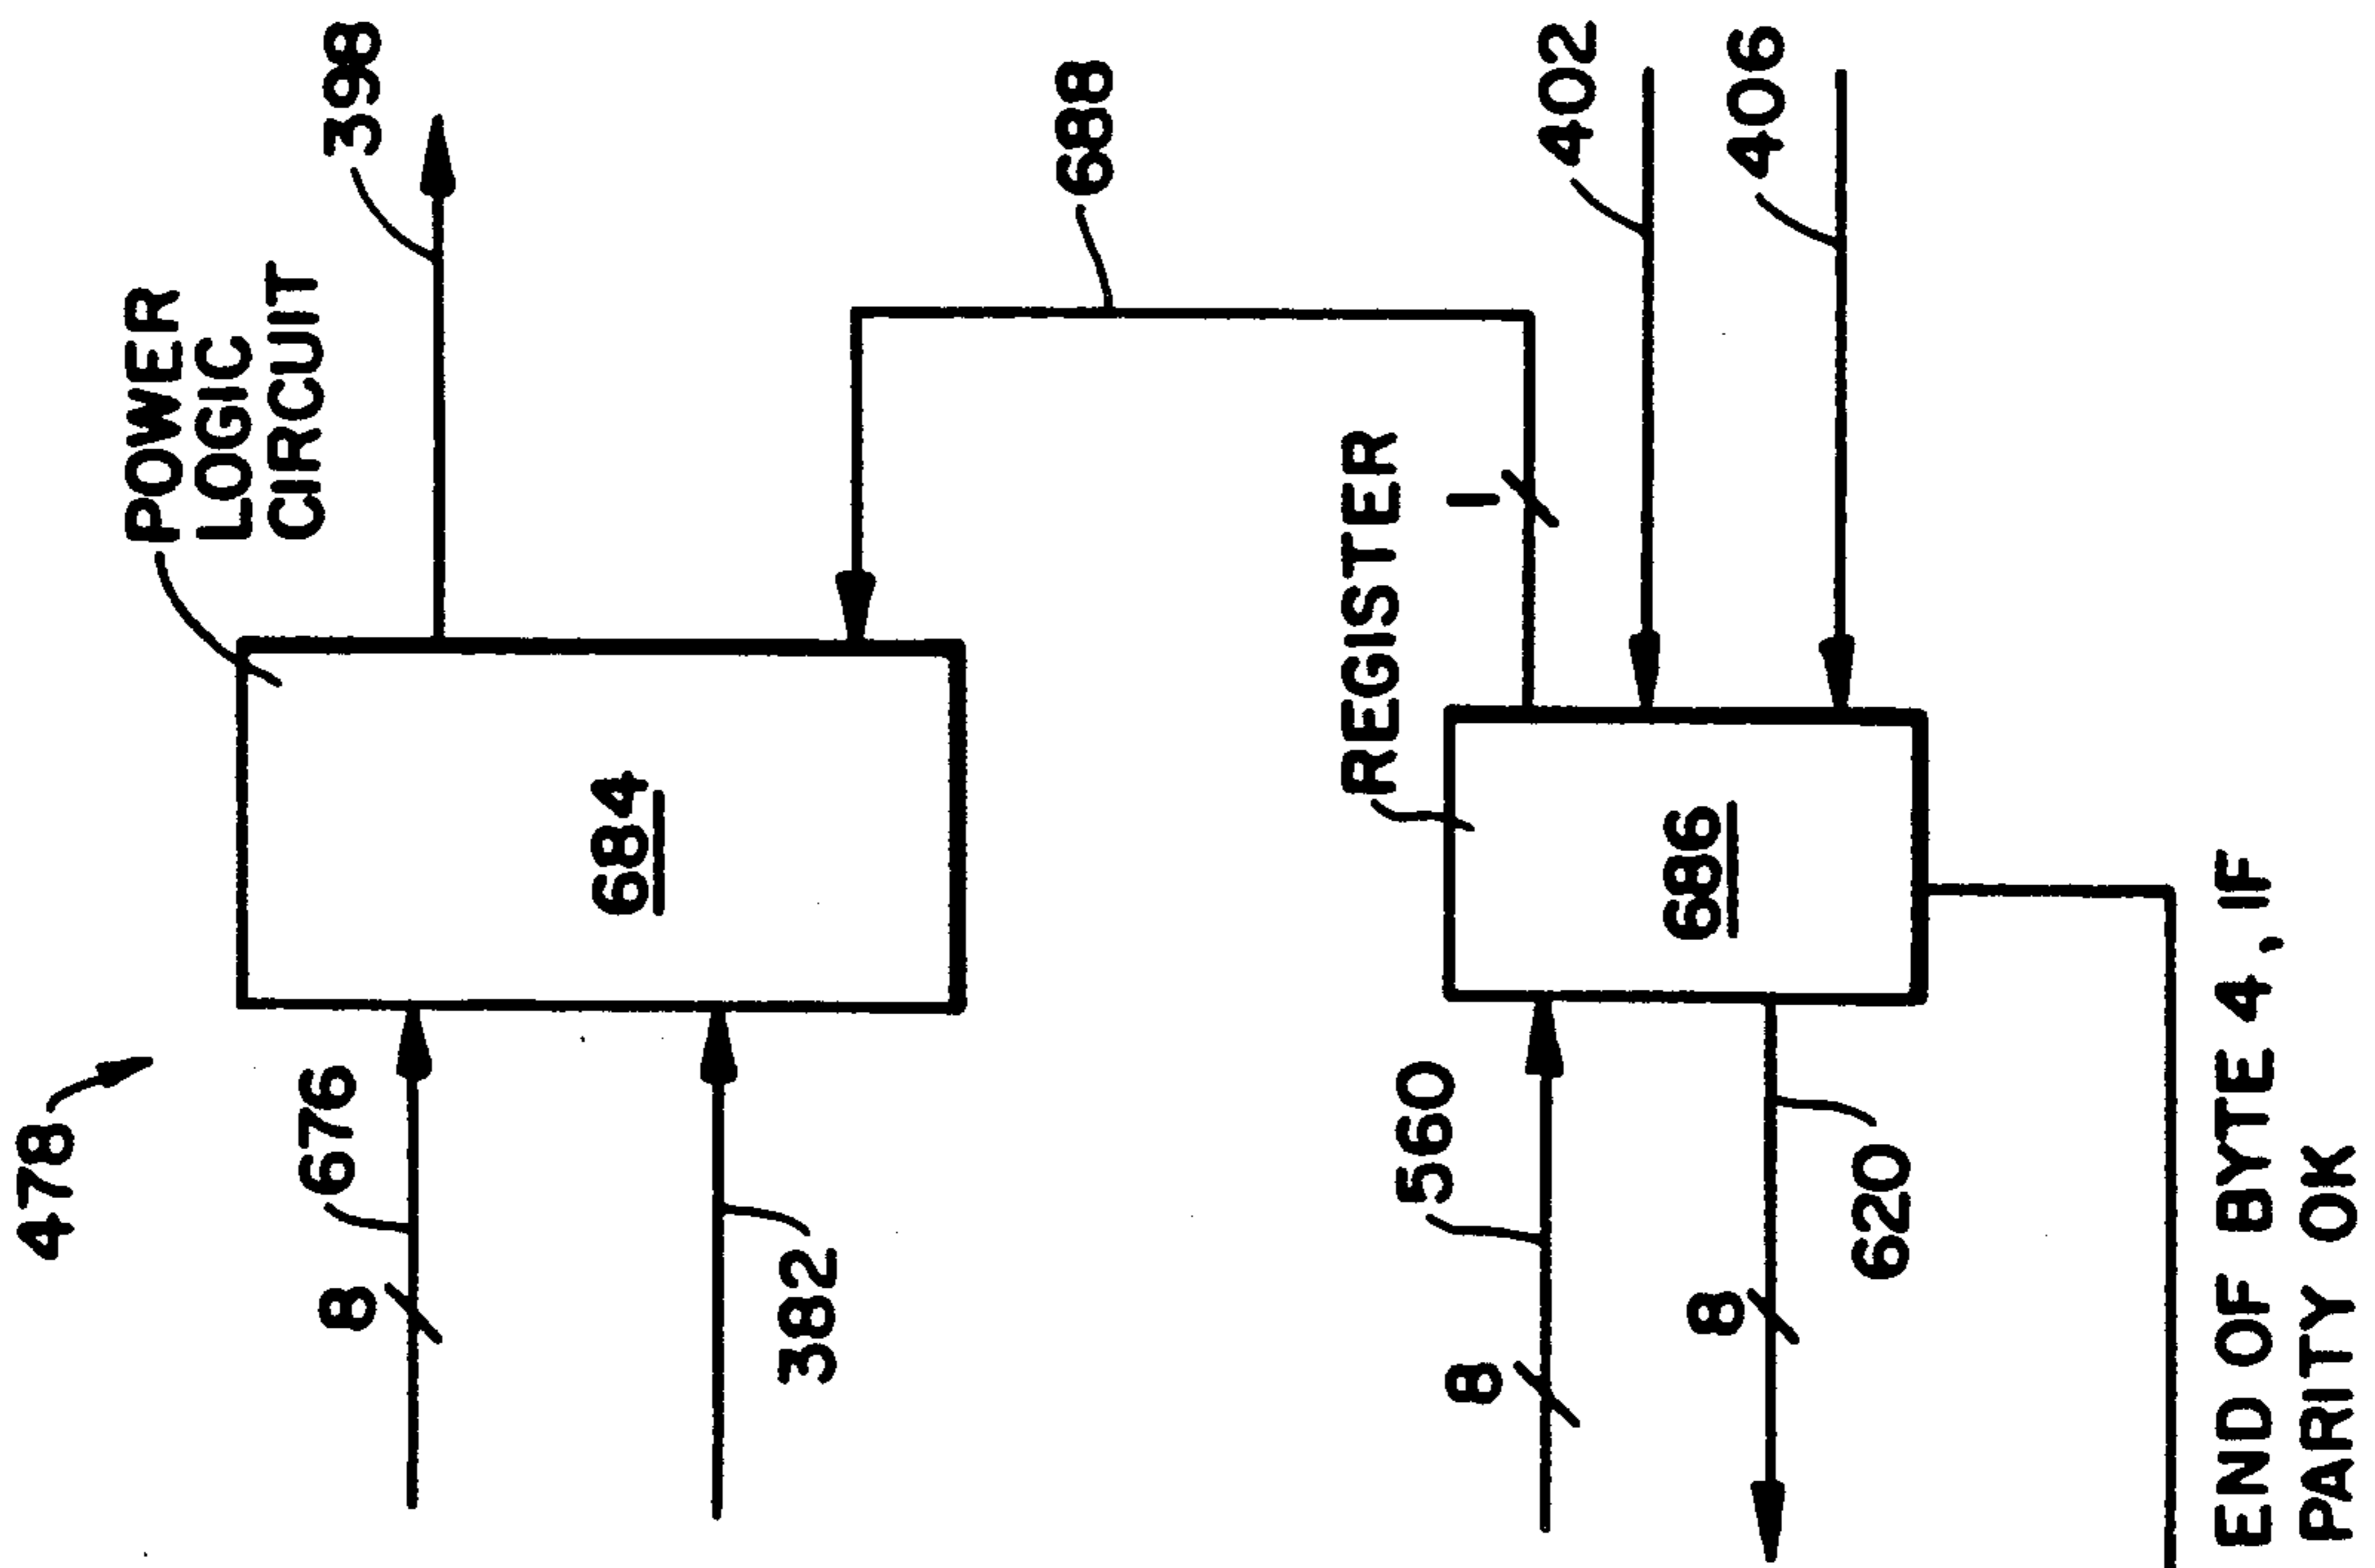 478
676
8
382
560
8
8
620
684
686
POWER
LOGIC
CIRCUIT
398
688
REGISTER
1
402
406
END OF BYTE 4, IF
PARITY OK